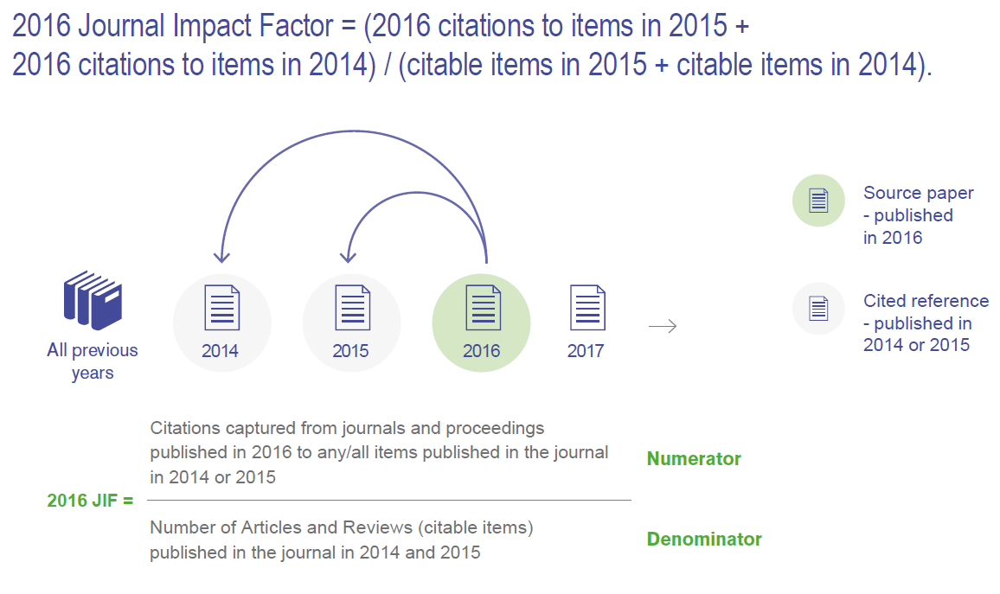 2016 Journal Impact Factor = (2016 citations to items in 2015 +
2016 citations to items in 2014) / (citable items in 2015 + citable items in 2014).
Source paper
- published
in 2016
Cited reference
- published in
2014 or 2015
All previous
years
2014
2015
2016
2017
Citations captured from journals and proceedings
published in 2016 to any/all items published in the journal
in 2014 or 2015
Numerator
2016 JIF =
Number of Articles and Reviews (citable items)
published in the journal in 2014 and 2015
Denominator